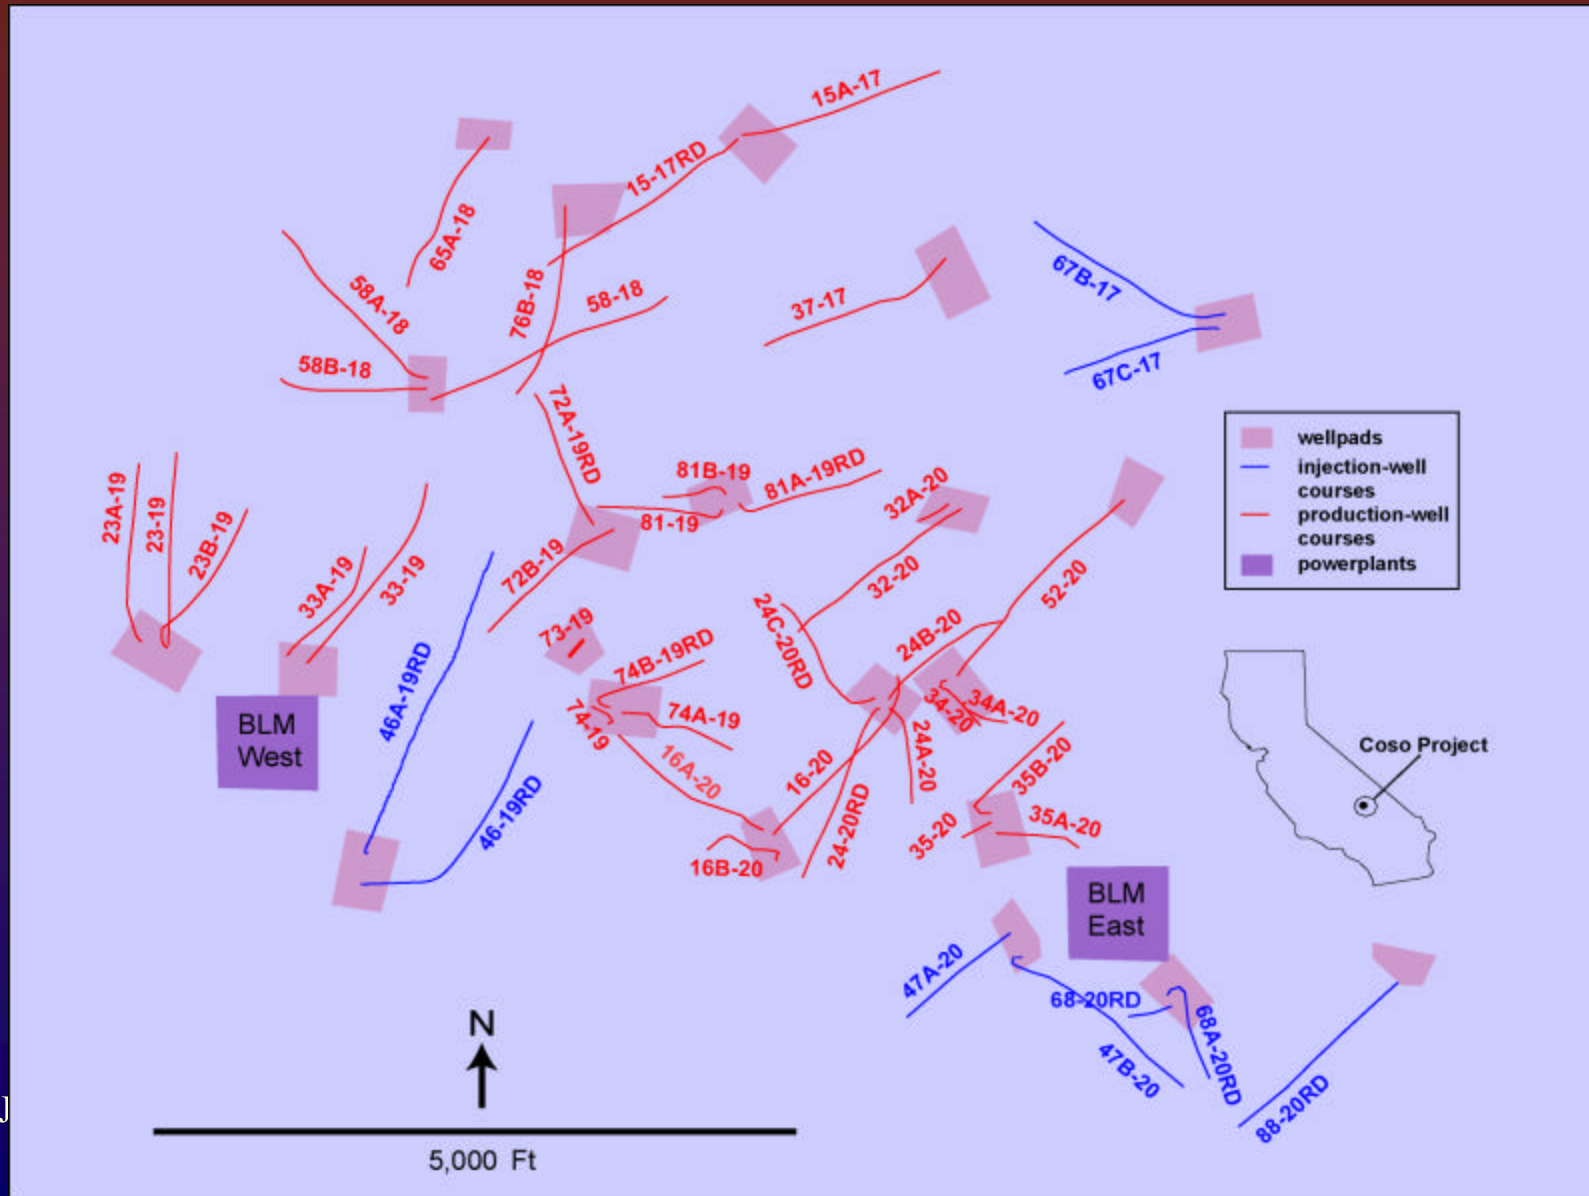 15A-17
15-17RD
65A-18
76B-18
58A-18
58-18
58B-18
37-17
67B-17
67C-17
72A-19RD
81B-19
81A-19RD
81-19
72B-19
23A-19
23-19
23B-19
33A-19
33-19
32A-20
32-20
52-20
24C-20RD
24B-20
73-19
74B-19RD
74A-19
74-19
46A-19RD
46-19RD
34-20
34A-20
24A-20
16A-20
16-20
16B-20
24-20RD
35B-20
35-20
35A-20
BLM
West
BLM
East
47A-20
68-20RD
47B-20
68A-20RD
88-20RD
wellpads
injection-well
courses
production-well
courses
powerplants
Coso Project
N
5,000 Ft
J